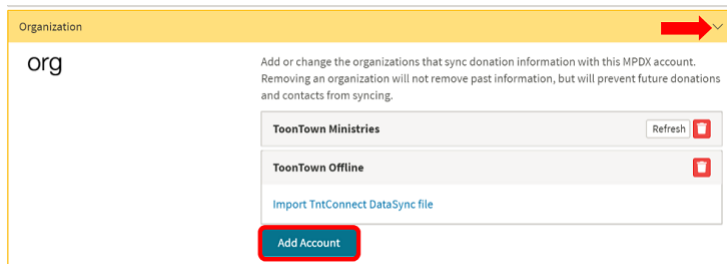 Organization
org
Add or change the organizations that sync donation information with this MPDX account.
Removing an organization will not remove past information, but will prevent future donations
and contacts from syncing.
ToonTown Ministries
Refresh
ToonTown Offline
Import TntConnect DataSync file
Add Account